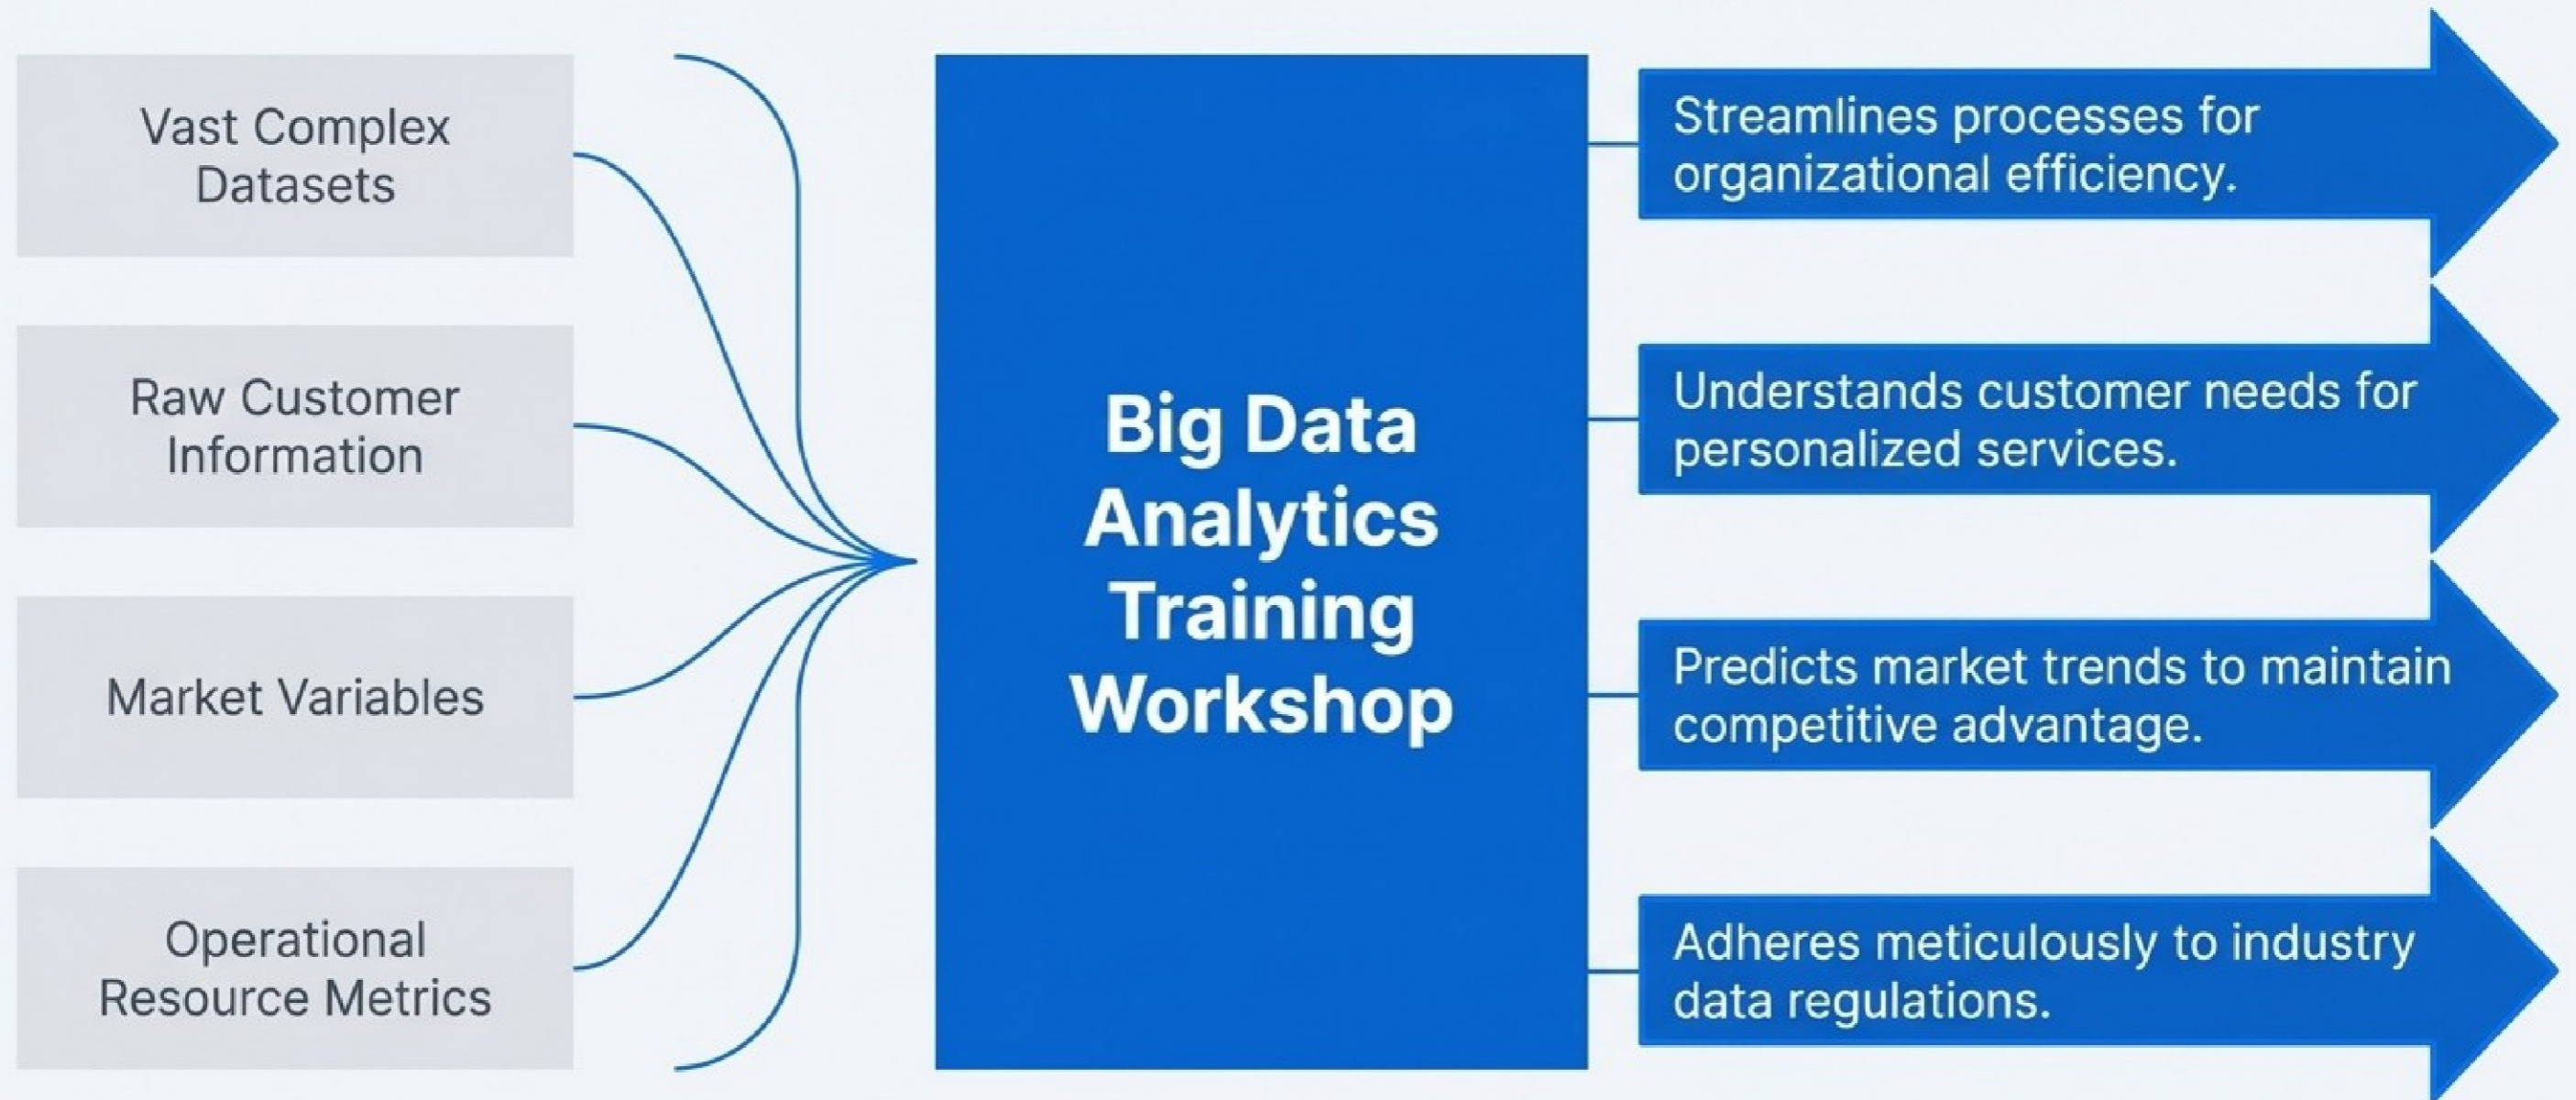 Vast Complex
Datasets
Raw Customer
Information
Market Variables
Operational
Resource Metrics
Big Data
Analytics
Training
Workshop
Streamlines processes for
organizational efficiency.
Understands customer needs for
personalized services.
Predicts market trends to maintain
competitive advantage.
Adheres meticulously to industry
data regulations.